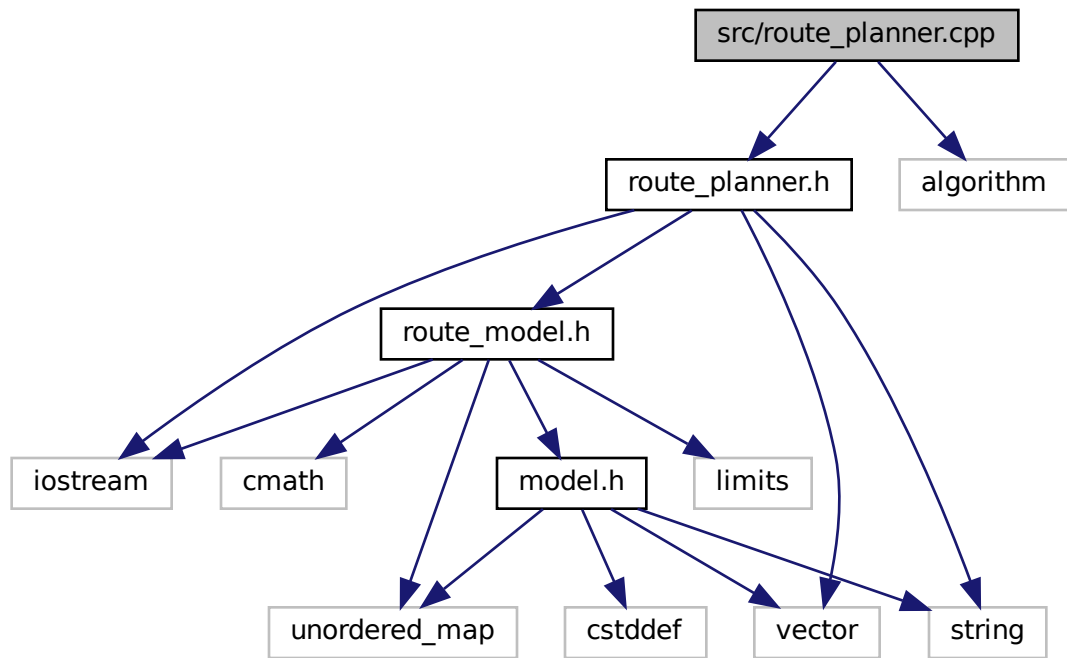 src/route_planner.cpp
route_planner.h
algorithm
route_model.h
iostream
cmath
model.h
limits
unordered_map
cstddef
vector
string